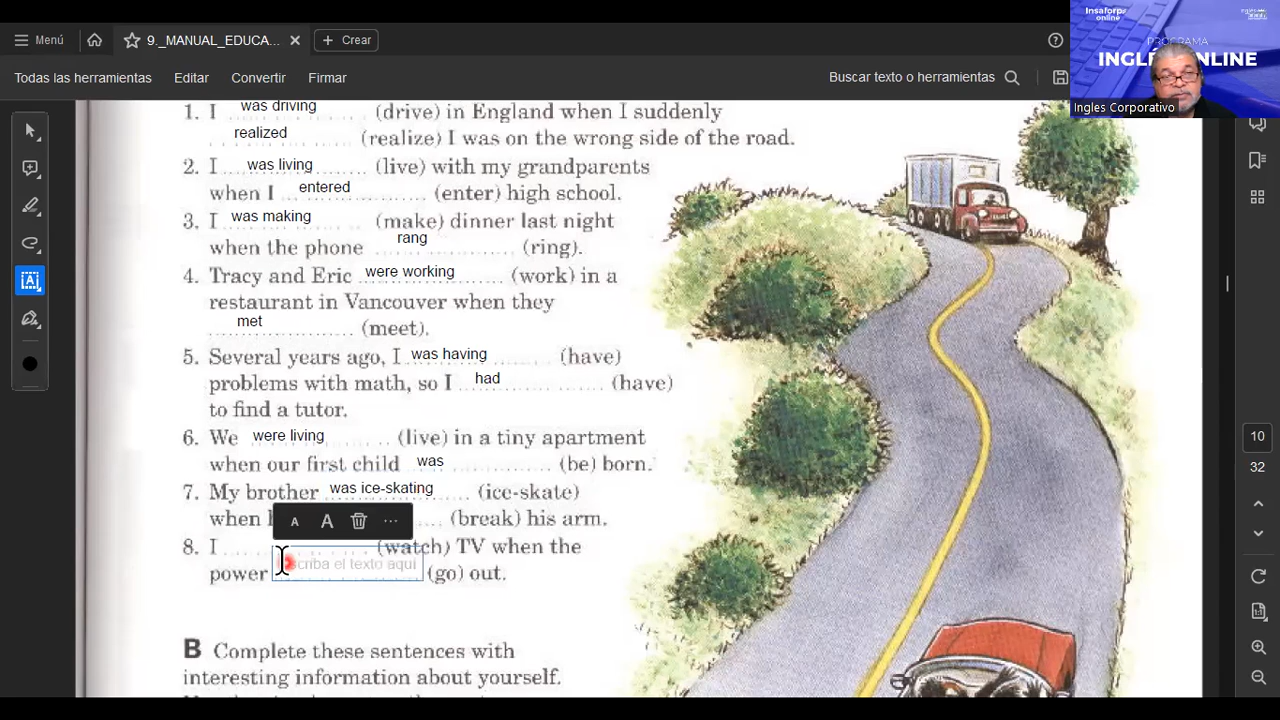 Menú
9._MANUAL_EDUCA...
Crear
Todas las herramientas
Editar
Convertir
Firmar
Buscar texto o herramientas
Insaforp
online
PROGRAMA
INGLÉS ONLINE
Ingles Corporativo
1. I was driving (drive) in England when I suddenly
realized (realize) I was on the wrong side of the road.
2. I was living (live) with my grandparents
when I entered (enter) high school.
3. I was making (make) dinner last night
when the phone rang (ring).
4. Tracy and Eric were working (work) in a
restaurant in Vancouver when they
met (meet).
5. Several years ago, I was having (have)
problems with math, so I had (have)
to find a tutor.
6. We were living (live) in a tiny apartment
when our first child was (be) born.
7. My brother was ice-skating (ice-skate)
when (break) his arm.
8. I (watch) TV when the
power (go) out.
A A ...
Escriba el texto aquí
B Complete these sentences with
interesting information about yourself.
10
32